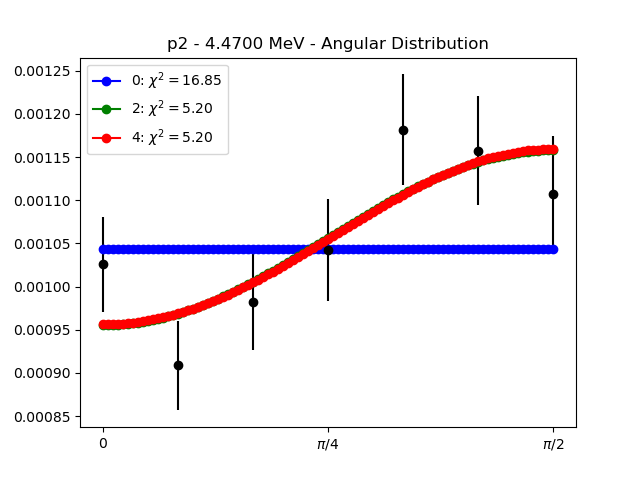 p2 - 4.4700 MeV - Angular Distribution
0: χ² = 16.85
2: χ² = 5.20
4: χ² = 5.20
0.00125
0.00120
0.00115
0.00110
0.00105
0.00100
0.00095
0.00090
0.00085
0
π/4
π/2